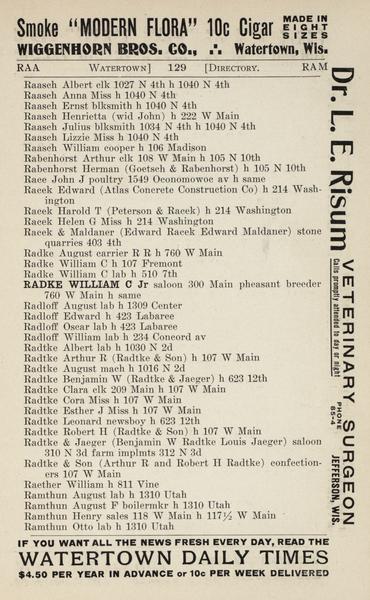 Smoke "MODERN FLORA" 10c Cigar MADE IN EIGHT SIZES
WIGGENHORN BROS. CO., ∴ Watertown, Wis.
RAA WATERTOWN] 129 [DIRECTORY. RAM
Raasch Albert clk 1027 N 4th h 1040 N 4th
Raasch Anna Miss h 1040 N 4th
Raasch Ernst blksmith h 1040 N 4th
Raasch Henrietta (wid John) h 222 W Main
Raasch Julius blksmith 1034 N 4th h 1040 N 4th
Raasch Lizzie Miss h 1040 N 4th
Raasch William cooper h 106 Madison
Rabenhorst Arthur clk 108 W Main h 105 N 10th
Rabenhorst Herman (Goetsch & Rabenhorst) h 105 N 10th
Race John J poultry 1549 Oconomowoc av h same
Racek Edward (Atlas Concrete Construction Co) h 214 Wash-
ington
Racek Harold T (Peterson & Racek) h 214 Washington
Racek Helen G Miss h 214 Washington
Racek & Maldaner (Edward Racek Edward Maldaner) stone
quarries 403 4th
Radke August carrier R R h 760 W Main
Radke William C h 107 Fremont
Radke William C lab h 510 7th
RADKE WILLIAM C Jr saloon 300 Main pheasant breeder
760 W Main h same
Radloff August lab h 1309 Center
Radloff Edward h 423 Labaree
Radloff Oscar lab h 423 Labaree
Radloff William lab h 234 Concord av
Radtke Albert lab h 1030 N 2d
Radtke Arthur R (Radtke & Son) h 107 W Main
Radtke August mach h 1016 N 2d
Radtke Benjamin W (Radtke & Jaeger) h 623 12th
Radtke Clara clk 209 Main h 107 W Main
Radtke Cora Miss h 107 W Main
Radtke Esther J Miss h 107 W Main
Radtke Leonard newsboy h 623 12th
Radtke Robert H (Radtke & Son) h 107 W Main
Radtke & Jaeger (Benjamin W Radtke Louis Jaeger) saloon
310 N 3d farm implmts 312 N 3d
Radtke & Son (Arthur R and Robert H Radtke) confection-
ers 107 W Main
Raether William h 811 Vine
Ramthun August lab h 1310 Utah
Ramthun August F boilermkr h 1310 Utah
Ramthun Henry sales 118 W Main h 117½ W Main
Ramthun Otto lab h 1310 Utah
Dr. L. E. Risum VETERINARY SURGEON
Calls promptly attended to day or night
PHONE 85-4
JEFFERSON, WIS.
IF YOU WANT ALL THE NEWS FRESH EVERY DAY, READ THE
WATERTOWN DAILY TIMES
$4.50 PER YEAR IN ADVANCE or 10c PER WEEK DELIVERED